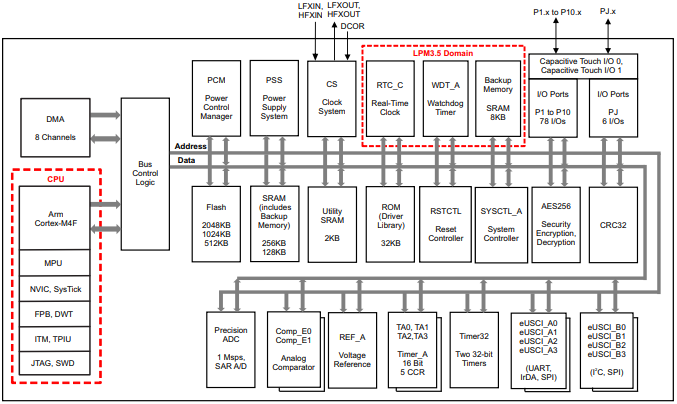 LFXIN,
HFXIN
LFXOUT,
HFXOUT
DCOR
P1.x to P10.x
PJ.x
LPM3.5 Domain
Capacitive Touch I/O 0,
Capacitive Touch I/O 1
PCM
Power
Control
Manager
PSS
Power
Supply
System
CS
Clock
System
RTC_C
Real-Time
Clock
WDT_A
Watchdog
Timer
Backup
Memory
SRAM
8KB
I/O Ports
P1 to P10
78 I/Os
I/O Ports
PJ
6 I/Os
DMA
8 Channels
Bus
Control
Logic
Address
Data
CPU
Arm
Cortex-M4F
MPU
NVIC, SysTick
FPB, DWT
ITM, TPIU
JTAG, SWD
Flash
2048KB
1024KB
512KB
SRAM
(includes
Backup
Memory)
256KB
128KB
Utility
SRAM
2KB
ROM
(Driver
Library)
32KB
RSTCTL
Reset
Controller
SYSCTL_A
System
Controller
AES256
Security
Encryption,
Decryption
CRC32
Precision
ADC
1 Msps,
SAR A/D
Comp_E0
Comp_E1
Analog
Comparator
REF_A
Voltage
Reference
TA0, TA1
TA2,TA3
Timer_A
16 Bit
5 CCR
Timer32
Two 32-bit
Timers
eUSCI_A0
eUSCI_A1
eUSCI_A2
eUSCI_A3
(UART,
IrDA, SPI)
eUSCI_B0
eUSCI_B1
eUSCI_B2
eUSCI_B3
(I²C, SPI)